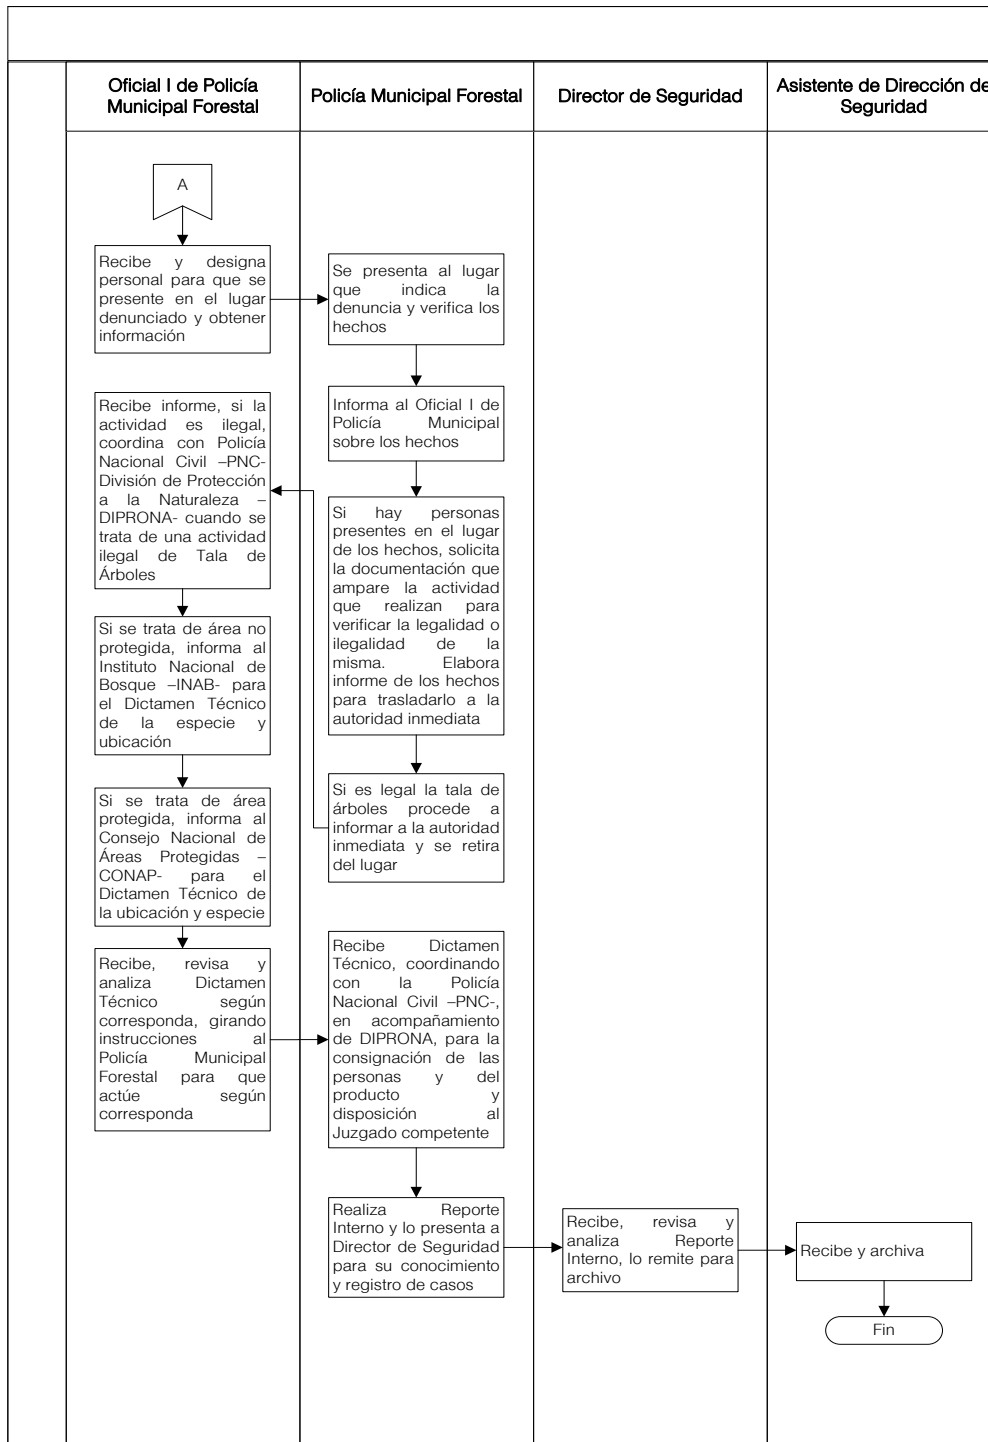 Oficial I de Policía
Municipal Forestal
Policía Municipal Forestal
Director de Seguridad
Asistente de Dirección de
Seguridad
A
Recibe y designa
personal para que se
presente en el lugar
denunciado y obtener
información
Se presenta al lugar
que indica la
denuncia y verifica los
hechos
Informa al Oficial I de
Policía Municipal
sobre los hechos
Recibe informe, si la
actividad es ilegal,
coordina con Policía
Nacional Civil –PNC-
División de Protección
a la Naturaleza –
DIPRONA- cuando se
trata de una actividad
ilegal de Tala de
Árboles
Si hay personas
presentes en el lugar
de los hechos, solicita
la documentación que
ampare la actividad
que realizan para
verificar la legalidad o
ilegalidad de la
misma. Elabora
informe de los hechos
para trasladarlo a la
autoridad inmediata
Si se trata de área no
protegida, informa al
Instituto Nacional de
Bosque –INAB- para
el Dictamen Técnico
de la especie y
ubicación
Si es legal la tala de
árboles procede a
informar a la autoridad
inmediata y se retira
del lugar
Si se trata de área
protegida, informa al
Consejo Nacional de
Áreas Protegidas –
CONAP- para el
Dictamen Técnico de
la ubicación y especie
Recibe, revisa y
analiza Dictamen
Técnico según
corresponda, girando
instrucciones al
Policía Municipal
Forestal para que
actúe según
corresponda
Recibe Dictamen
Técnico, coordinando
con la Policía
Nacional Civil –PNC-,
en acompañamiento
de DIPRONA, para la
consignación de las
personas y del
producto y
disposición al
Juzgado competente
Realiza Reporte
Interno y lo presenta a
Director de Seguridad
para su conocimiento
y registro de casos
Recibe, revisa y
analiza Reporte
Interno, lo remite para
archivo
Recibe y archiva
Fin